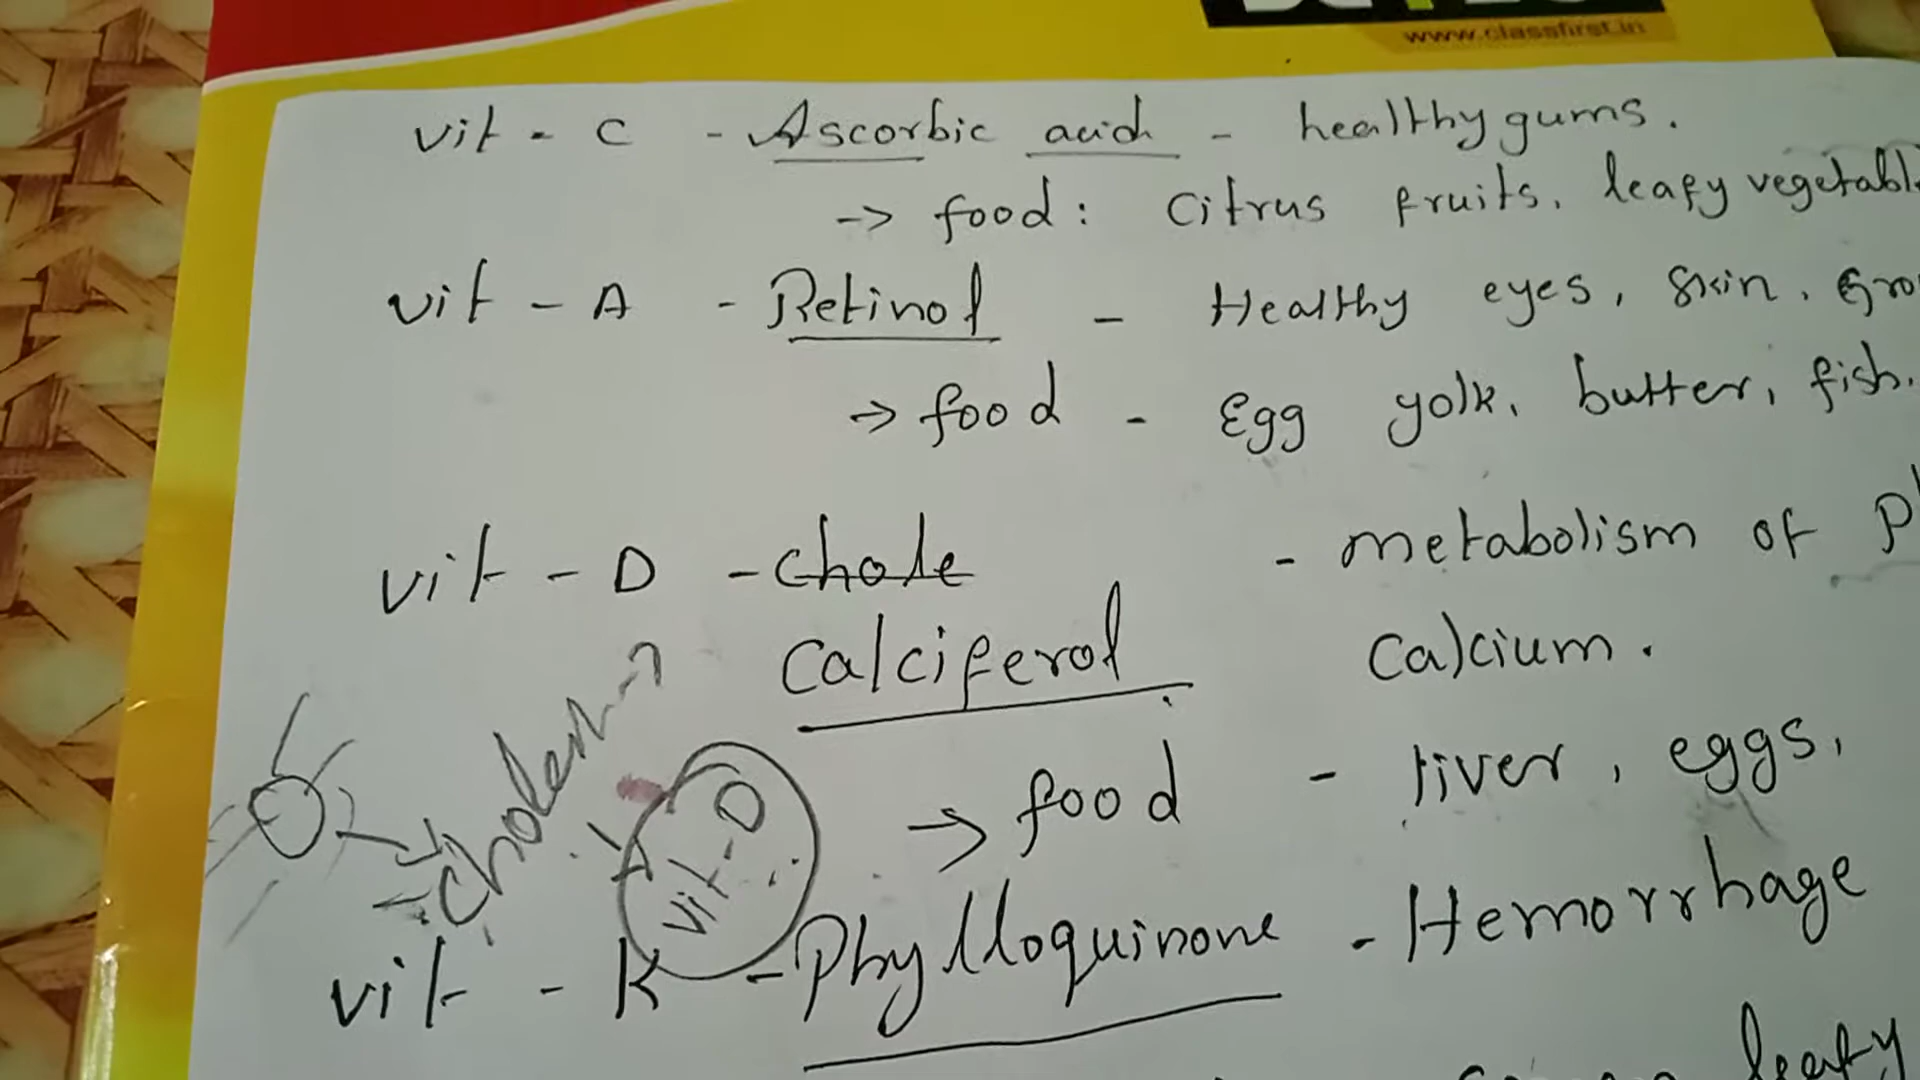 www.classfirst.in
vit - C - Ascorbic acid - healthy gums.
-> food: Citrus fruits, leafy vegetabl
vit - A - Retinol - Healthy eyes, skin, Gro
-> food - Egg yolk, butter, fish.
vit - D - chole - metabolism of P
Calciferol Calcium.
-> food - liver, eggs,
Vit-D
vit - K - Phylloquinone - Hemorrhage
leafy